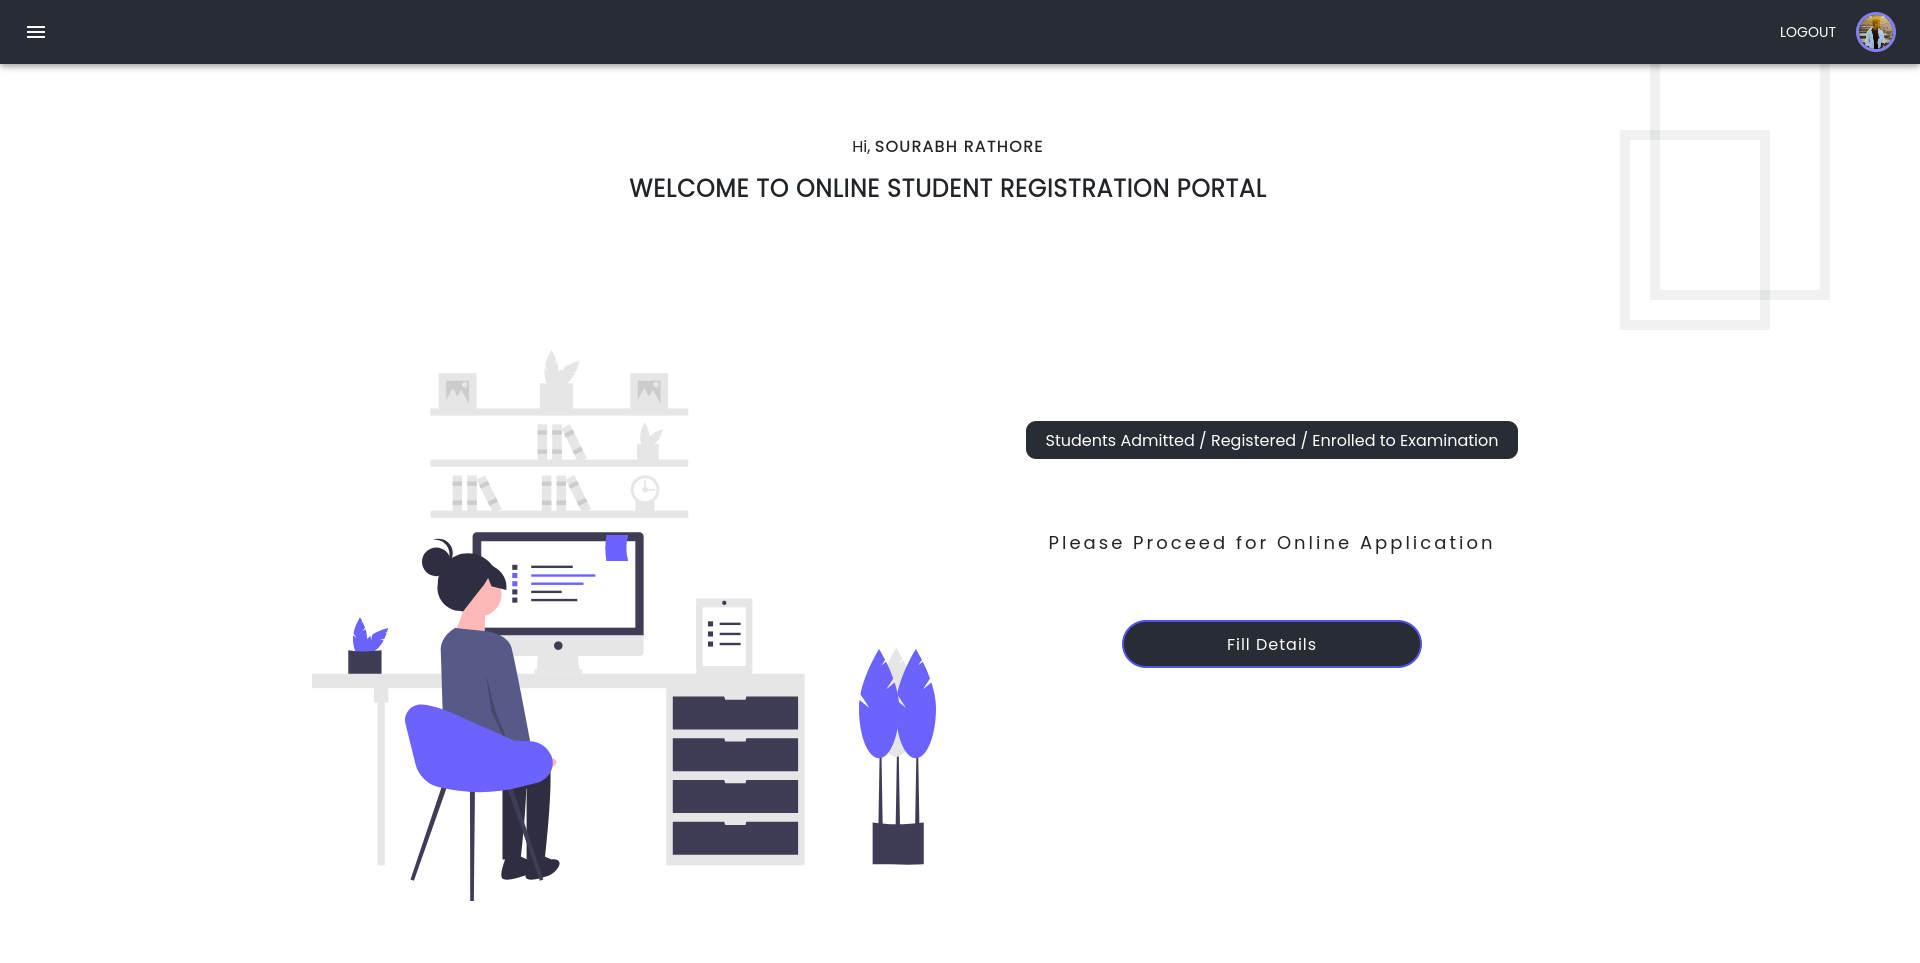 LOGOUT
Hi, SOURABH RATHORE
WELCOME TO ONLINE STUDENT REGISTRATION PORTAL
Students Admitted / Registered / Enrolled to Examination
Please Proceed for Online Application
Fill Details